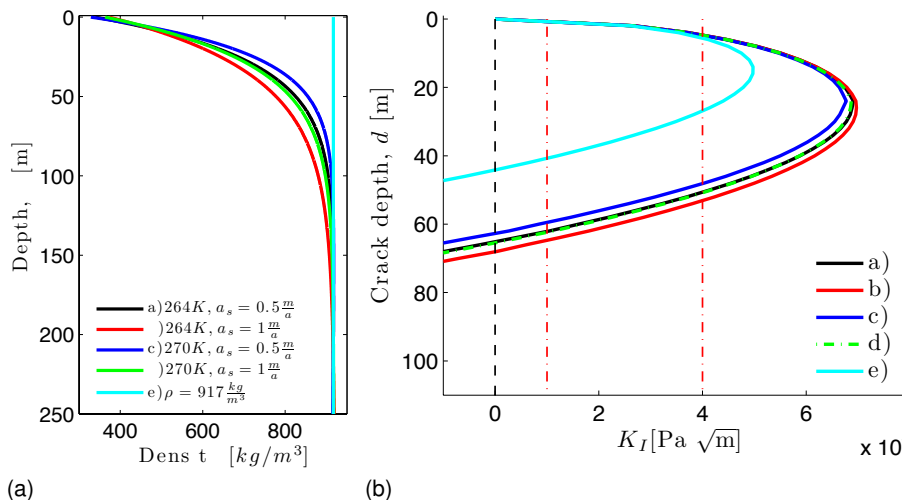 0
50
100
150
200
250
400
600
800
Depth, [m]
Dens t [kg/m³]
a)264K, a_s = 0.5 m/a
)264K, a_s = 1 m/a
c)270K, a_s = 0.5 m/a
)270K, a_s = 1 m/a
e)ρ = 917 kg/m³
(a)
0
20
40
60
80
100
0
2
4
6
Crack depth, d [m]
K_I[Pa √m]
x 10
a)
b)
c)
d)
e)
(b)